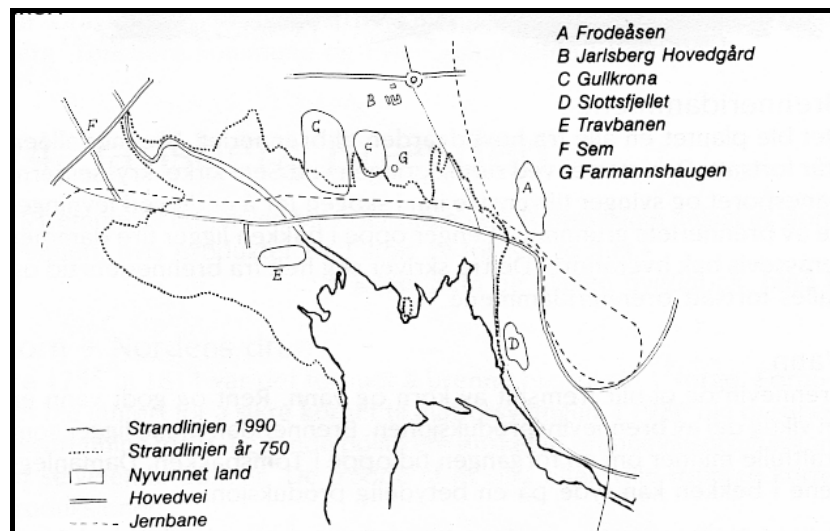 A Frodeåsen
B Jarlsberg Hovedgård
C Gullkrona
D Slottsfjellet
E Travbanen
F Sem
G Farmannshaugen
F
B
C
C
G
A
E
D
Strandlinjen 1990
Strandlinjen år 750
Nyvunnet land
Hovedvei
Jernbane